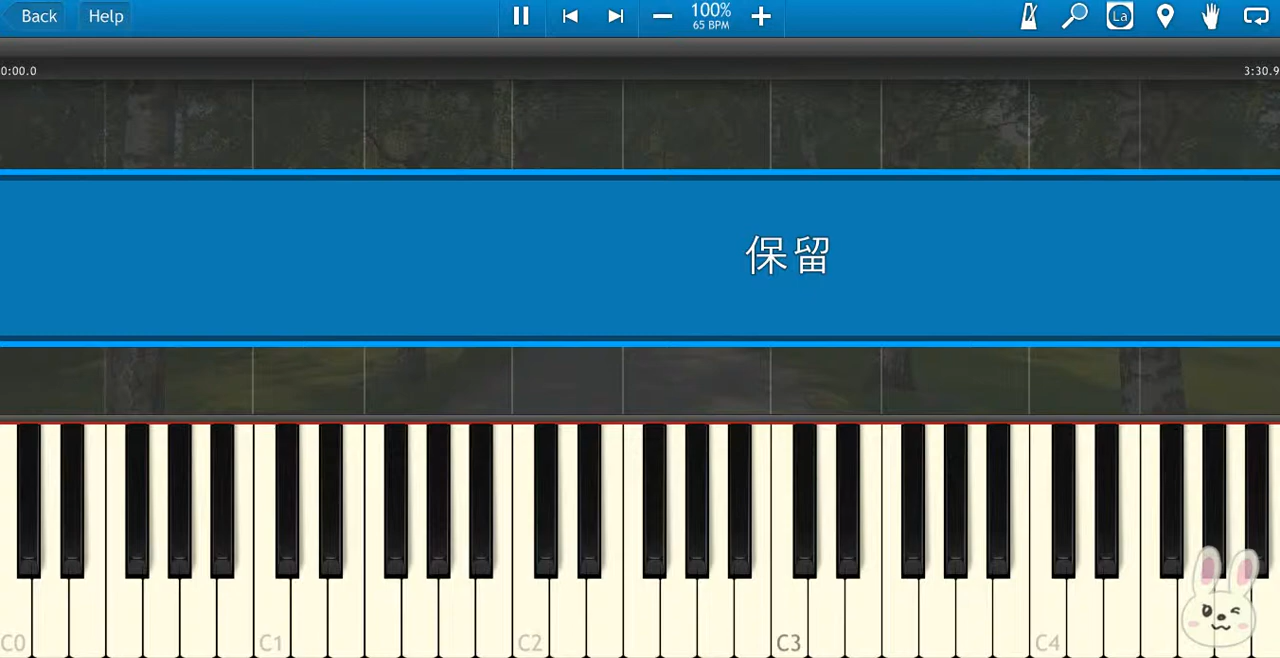 Back Help 100%
65 BPM
La
0:00.0 3:30.9
保留
C0 C1 C2 C3 C4